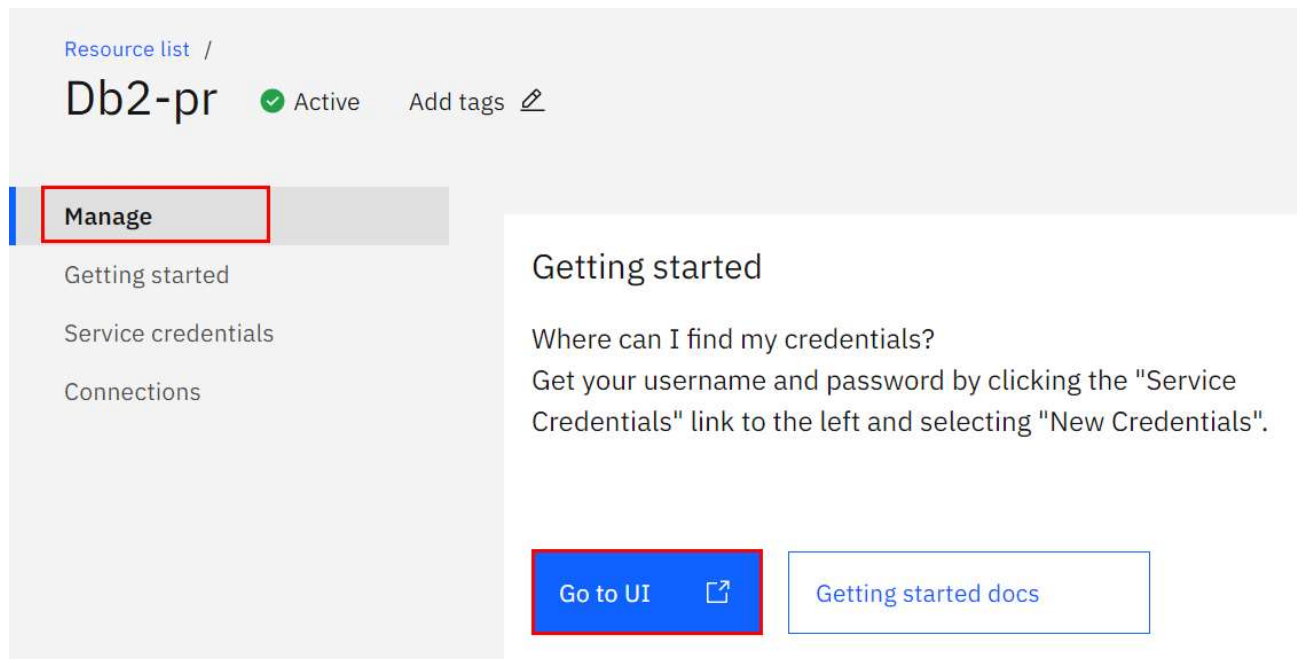 Resource list /
Db2-pr Active Add tags
Manage
Getting started
Service credentials
Connections
Getting started
Where can I find my credentials?
Get your username and password by clicking the "Service
Credentials" link to the left and selecting "New Credentials".
Go to UI
Getting started docs